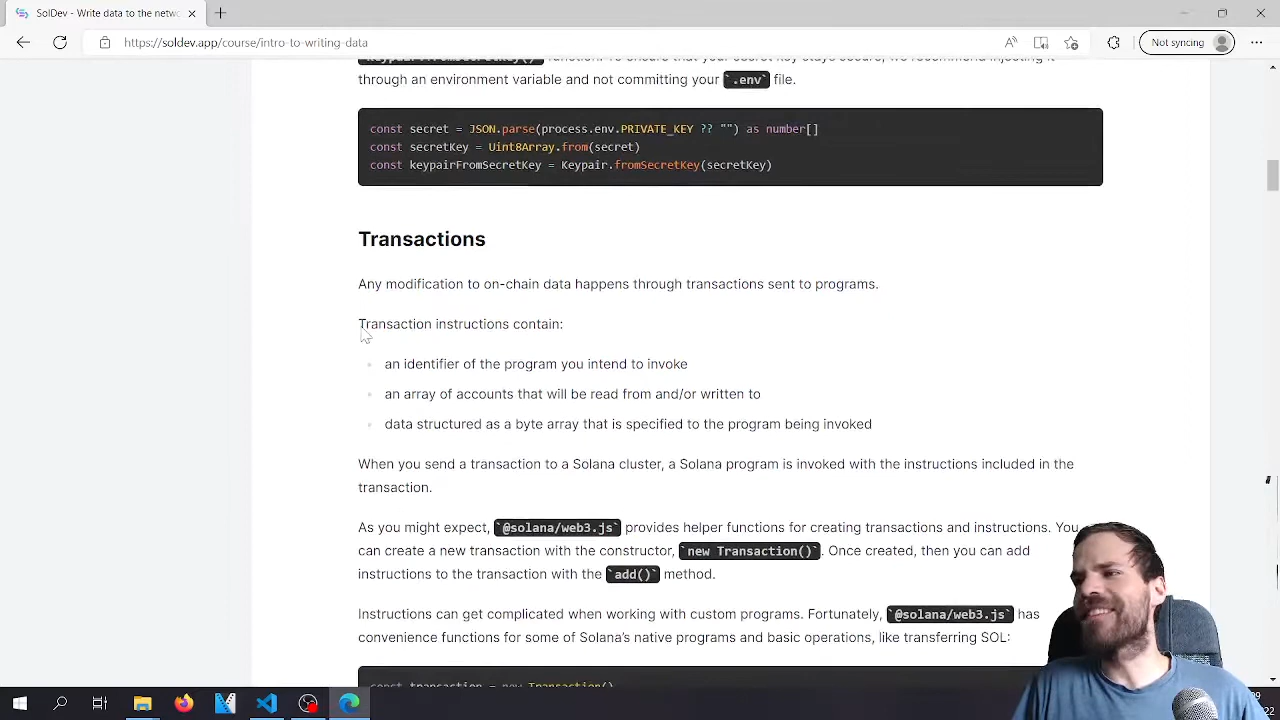 SolDev - Write data to the netw
https://soldev.app/course/intro-to-writing-data
Not syncing
through an environment variable and not committing your `.env` file.
const secret = JSON.parse(process.env.PRIVATE_KEY ?? "") as number[]
const secretKey = Uint8Array.from(secret)
const keypairFromSecretKey = Keypair.fromSecretKey(secretKey)
Transactions
Any modification to on-chain data happens through transactions sent to programs.
Transaction instructions contain:
an identifier of the program you intend to invoke
an array of accounts that will be read from and/or written to
data structured as a byte array that is specified to the program being invoked
When you send a transaction to a Solana cluster, a Solana program is invoked with the instructions included in the
transaction.
As you might expect, `@solana/web3.js` provides helper functions for creating transactions and instructions. You
can create a new transaction with the constructor, `new Transaction()`. Once created, then you can add
instructions to the transaction with the `add()` method.
Instructions can get complicated when working with custom programs. Fortunately, `@solana/web3.js` has
convenience functions for some of Solana's native programs and basic operations, like transferring SOL:
const transaction = new Transaction()